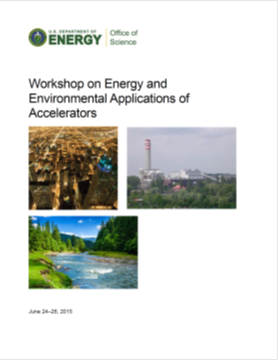 U.S. DEPARTMENT OF
ENERGY
Office of
Science
Workshop on Energy and
Environmental Applications of
Accelerators
June 24–26, 2015